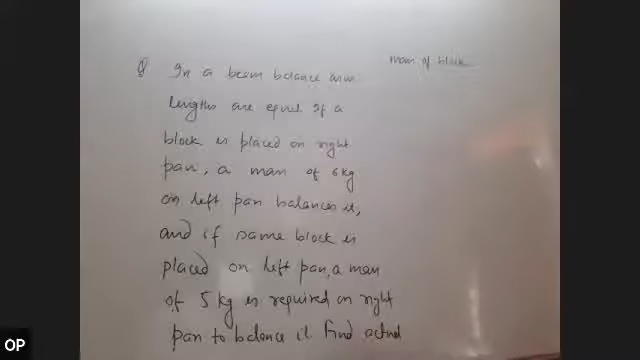 Q In a beam balance arm
lengths are equal if a
block is placed on right
pan, a mass of 6kg
on left pan balances it,
and if same block is
placed on left pan, a mass
of 5 kg is required on right
pan to balance it find actual
mass of block
OP